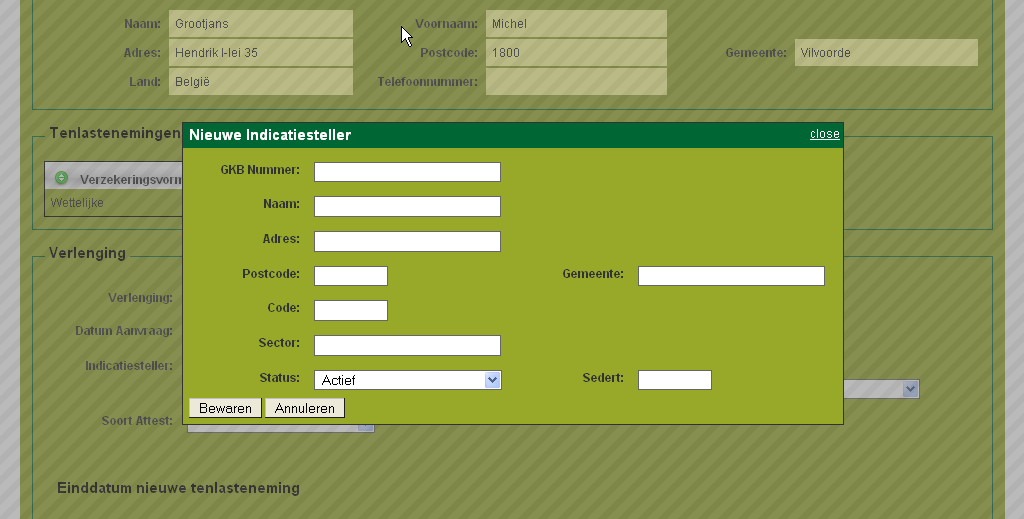 Naam: Grootjans Voornaam: Michel
Adres: Hendrik I-lei 35 Postcode: 1800 Gemeente: Vilvoorde
Land: België Telefoonnummer:
Tenlastenemingen
Nieuwe Indicatiesteller close
Verzekeringsvorm
Wettelijke
GKB Nummer:
Naam:
Adres:
Postcode: Gemeente:
Code:
Sector:
Status: Actief Sedert:
Bewaren Annuleren
Verlenging
Verlenging:
Datum Aanvraag:
Indicatiesteller:
Soort Attest:
Einddatum nieuwe tenlasteneming